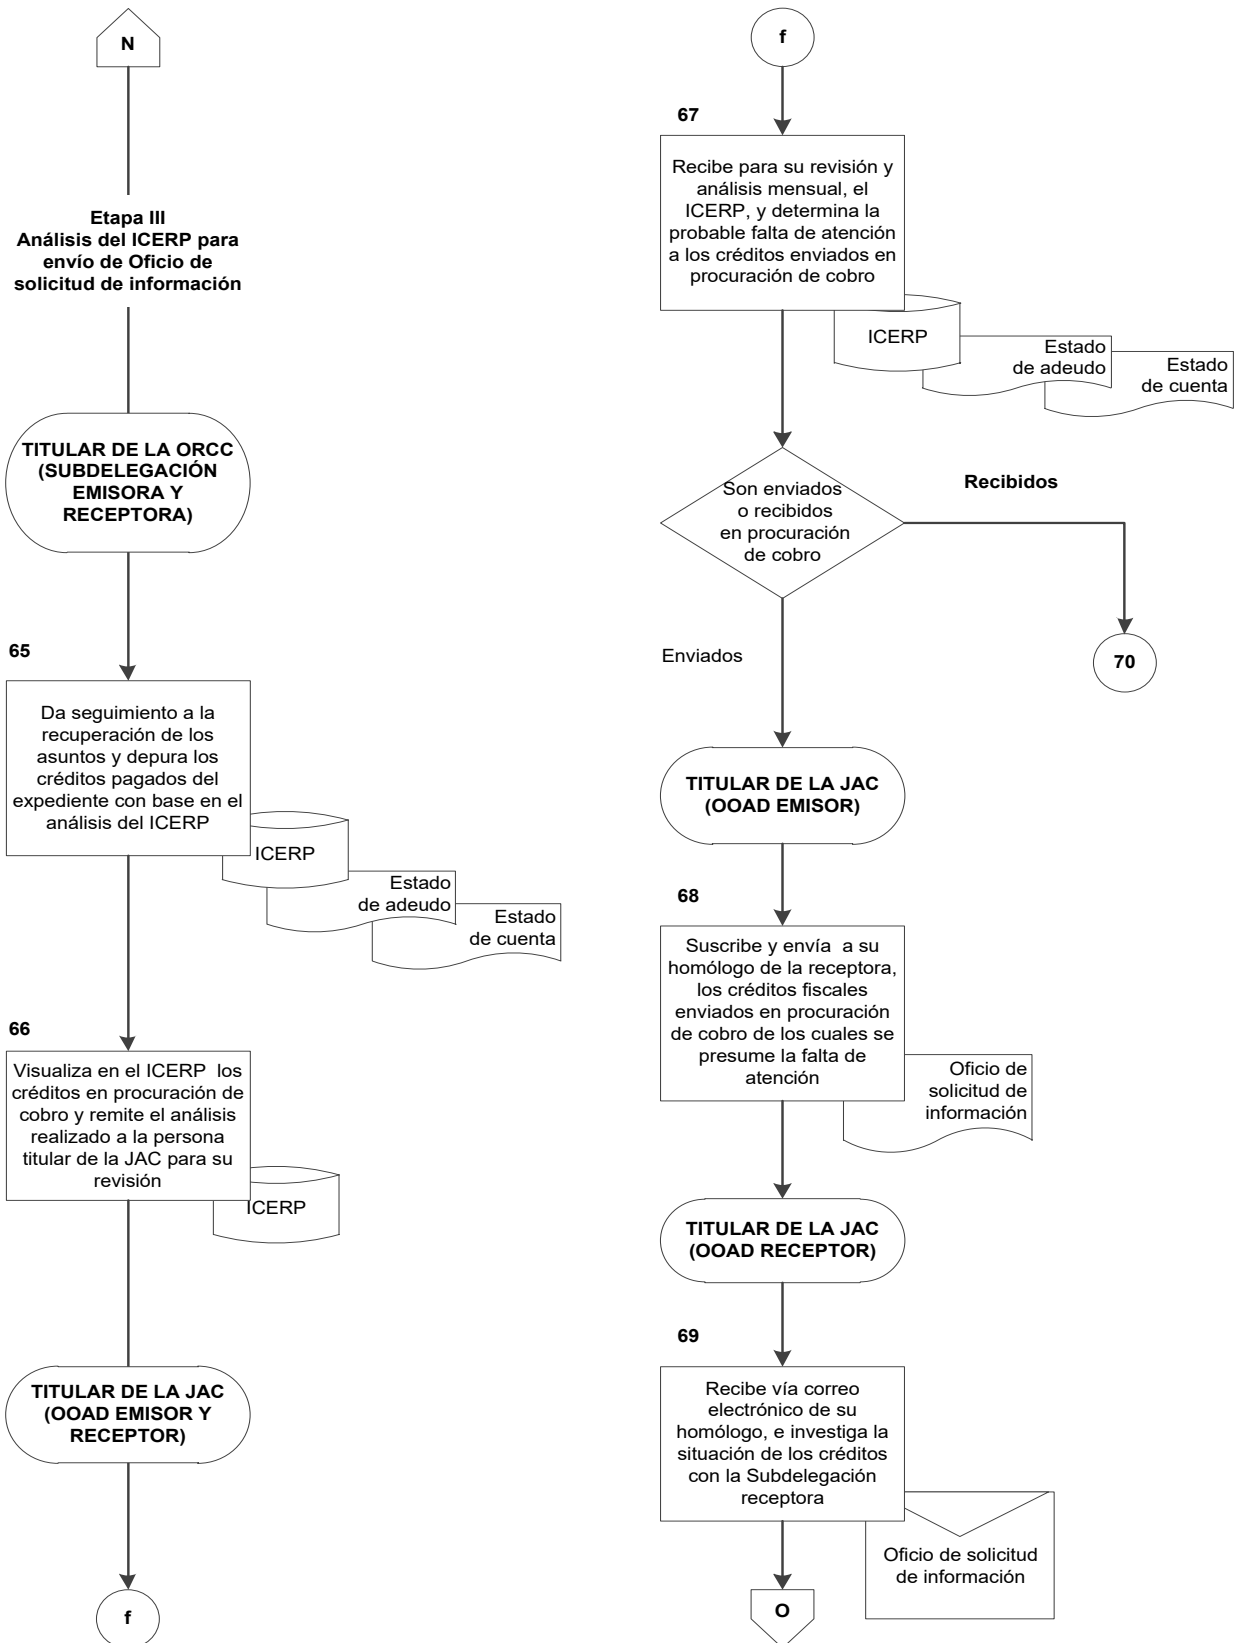 N
Etapa III
Análisis del ICERP para
envío de Oficio de
solicitud de información
TITULAR DE LA ORCC
(SUBDELEGACIÓN
EMISORA Y
RECEPTORA)
65
Da seguimiento a la
recuperación de los
asuntos y depura los
créditos pagados del
expediente con base en el
análisis del ICERP
ICERP
Estado
de adeudo
Estado
de cuenta
66
Visualiza en el ICERP los
créditos en procuración de
cobro y remite el análisis
realizado a la persona
titular de la JAC para su
revisión
ICERP
TITULAR DE LA JAC
(OOAD EMISOR Y
RECEPTOR)
f
f
67
Recibe para su revisión y
análisis mensual, el
ICERP, y determina la
probable falta de atención
a los créditos enviados en
procuración de cobro
ICERP
Estado
de adeudo
Estado
de cuenta
Son enviados
o recibidos
en procuración
de cobro
Recibidos
70
Enviados
TITULAR DE LA JAC
(OOAD EMISOR)
68
Suscribe y envía a su
homólogo de la receptora,
los créditos fiscales
enviados en procuración
de cobro de los cuales se
presume la falta de
atención
Oficio de
solicitud de
información
TITULAR DE LA JAC
(OOAD RECEPTOR)
69
Recibe vía correo
electrónico de su
homólogo, e investiga la
situación de los créditos
con la Subdelegación
receptora
Oficio de solicitud
de información
O